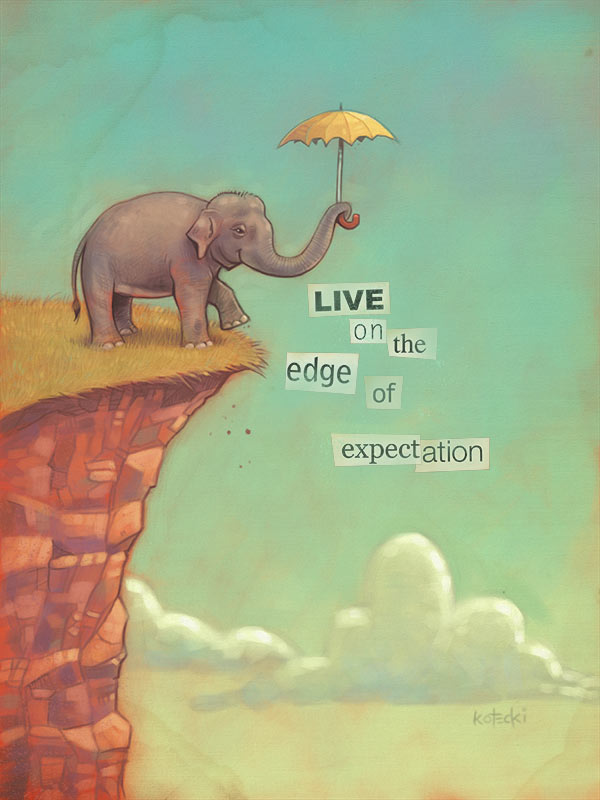 LIVE
on the
edge of
expectation
Kotecki